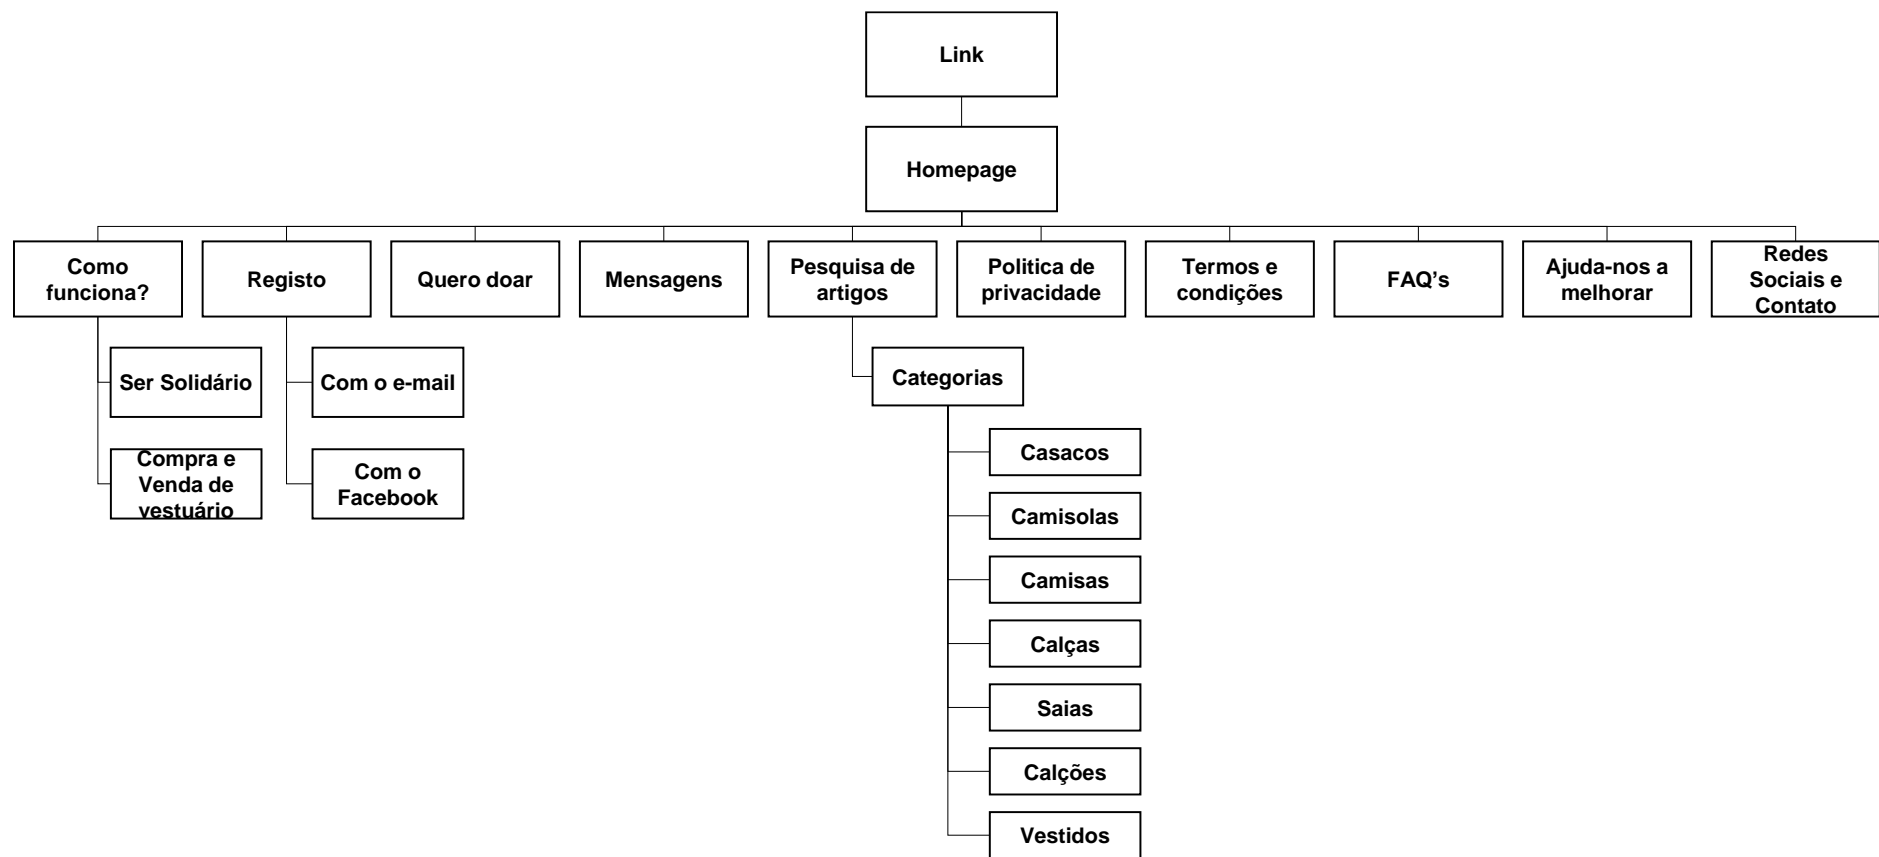 Link
Homepage
Como
funciona?
Registo
Quero doar
Mensagens
Pesquisa de
artigos
Politica de
privacidade
Termos e
condições
FAQ’s
Ajuda-nos a
melhorar
Redes
Sociais e
Contato
Ser Solidário
Com o e-mail
Categorias
Compra e
Venda de
vestuário
Com o
Facebook
Casacos
Camisolas
Camisas
Calças
Saias
Calções
Vestidos